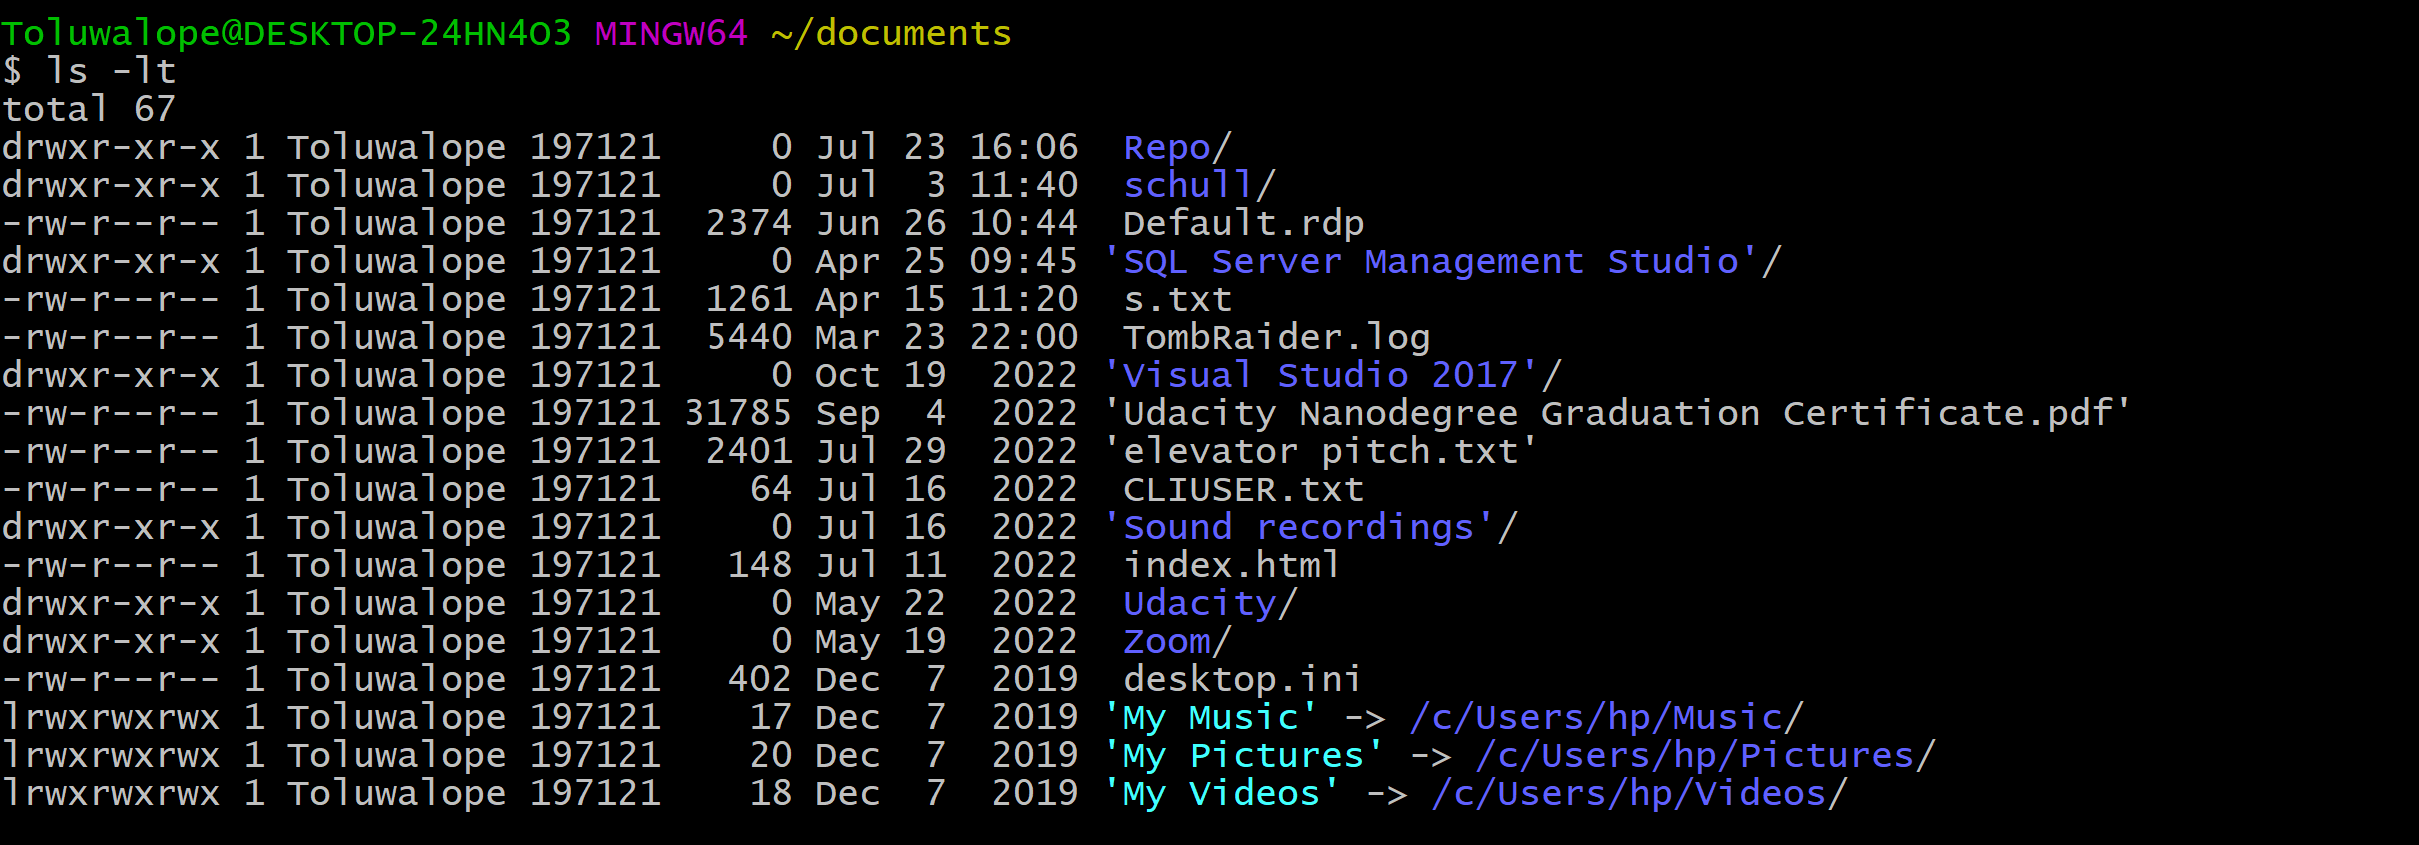 Toluwalope@DESKTOP-24HN4O3 MINGW64 ~/documents
$ ls -lt
total 67
drwxr-xr-x 1 Toluwalope 197121     0 Jul 23 16:06  Repo/
drwxr-xr-x 1 Toluwalope 197121     0 Jul  3 11:40  schull/
-rw-r--r-- 1 Toluwalope 197121  2374 Jun 26 10:44  Default.rdp
drwxr-xr-x 1 Toluwalope 197121     0 Apr 25 09:45 'SQL Server Management Studio'/
-rw-r--r-- 1 Toluwalope 197121  1261 Apr 15 11:20  s.txt
-rw-r--r-- 1 Toluwalope 197121  5440 Mar 23 22:00  TombRaider.log
drwxr-xr-x 1 Toluwalope 197121     0 Oct 19  2022 'Visual Studio 2017'/
-rw-r--r-- 1 Toluwalope 197121 31785 Sep  4  2022 'Udacity Nanodegree Graduation Certificate.pdf'
-rw-r--r-- 1 Toluwalope 197121  2401 Jul 29  2022 'elevator pitch.txt'
-rw-r--r-- 1 Toluwalope 197121    64 Jul 16  2022  CLIUSER.txt
drwxr-xr-x 1 Toluwalope 197121     0 Jul 16  2022 'Sound recordings'/
-rw-r--r-- 1 Toluwalope 197121   148 Jul 11  2022  index.html
drwxr-xr-x 1 Toluwalope 197121     0 May 22  2022  Udacity/
drwxr-xr-x 1 Toluwalope 197121     0 May 19  2022  Zoom/
-rw-r--r-- 1 Toluwalope 197121   402 Dec  7  2019  desktop.ini
lrwxrwxrwx 1 Toluwalope 197121    17 Dec  7  2019 'My Music' -> /c/Users/hp/Music/
lrwxrwxrwx 1 Toluwalope 197121    20 Dec  7  2019 'My Pictures' -> /c/Users/hp/Pictures/
lrwxrwxrwx 1 Toluwalope 197121    18 Dec  7  2019 'My Videos' -> /c/Users/hp/Videos/